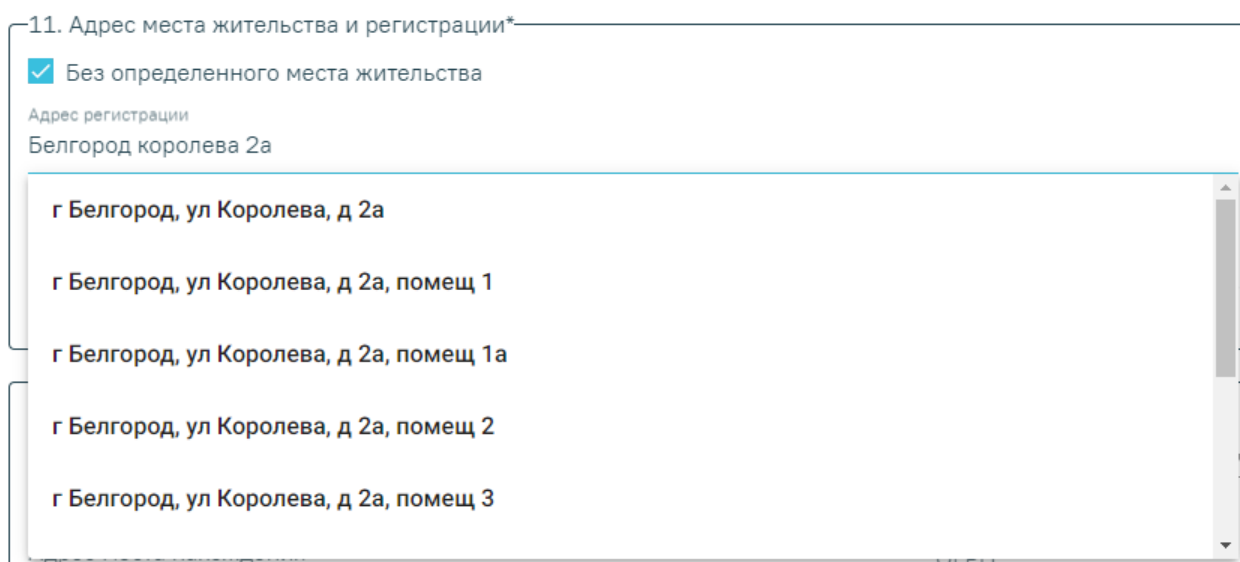 11. Адрес места жительства и регистрации*
Без определенного места жительства
Адрес регистрации
Белгород королева 2а
г Белгород, ул Королева, д 2а
г Белгород, ул Королева, д 2а, помещ 1
г Белгород, ул Королева, д 2а, помещ 1а
г Белгород, ул Королева, д 2а, помещ 2
г Белгород, ул Королева, д 2а, помещ 3